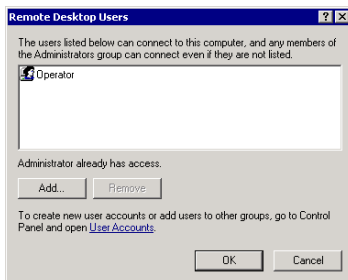 Remote Desktop Users
The users listed below can connect to this computer, and any members of
the Administrators group can connect even if they are not listed.
Operator
Administrator already has access.
Add... Remove
To create new user accounts or add users to other groups, go to Control
Panel and open User Accounts.
OK Cancel